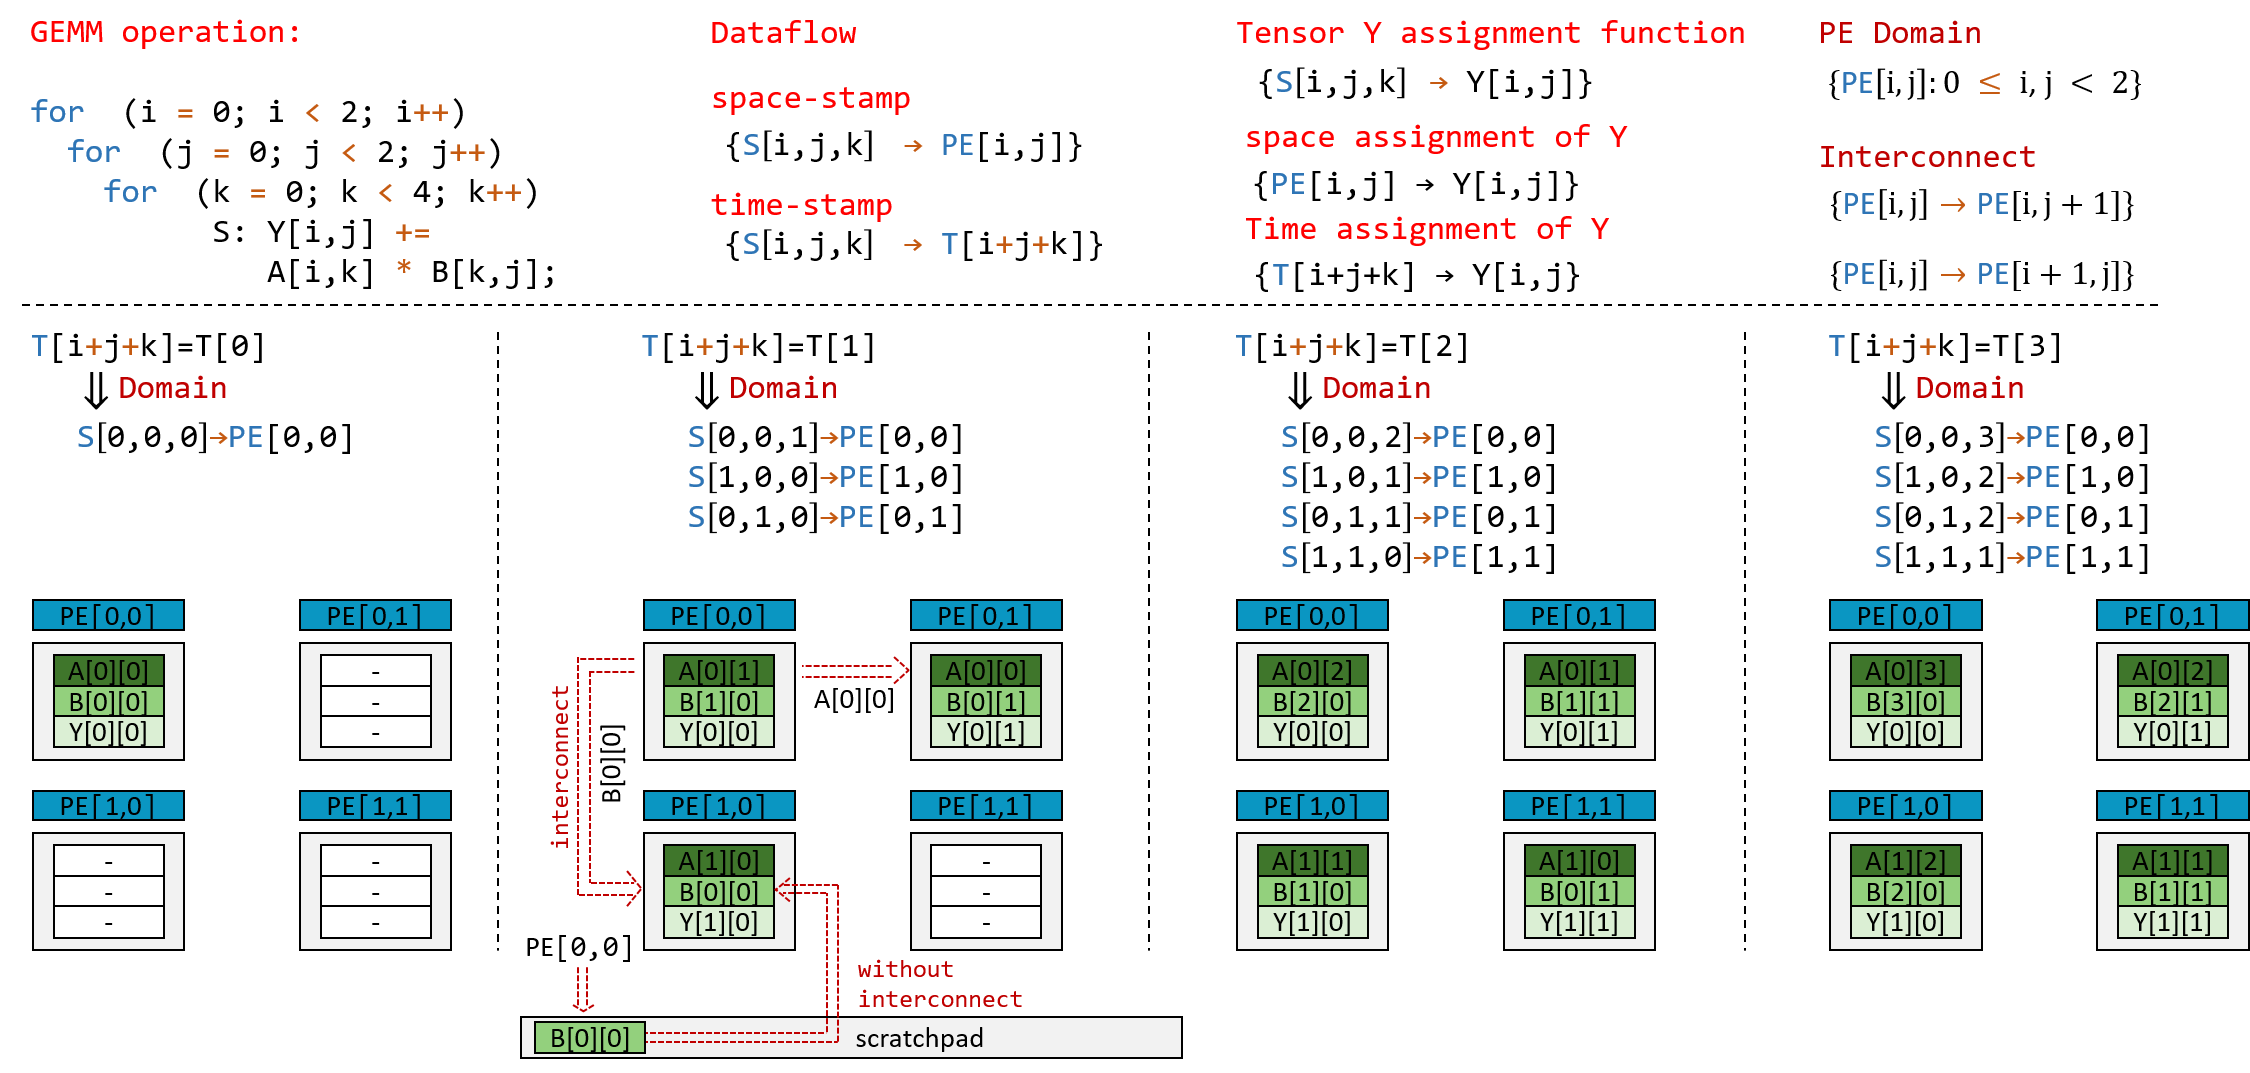 GEMM operation:
for (i = 0; i < 2; i++)
for (j = 0; j < 2; j++)
for (k = 0; k < 4; k++)
S: Y[i,j] +=
A[i,k] * B[k,j];
Dataflow
space-stamp
{S[i,j,k] → PE[i,j]}
time-stamp
{S[i,j,k] → T[i+j+k]}
Tensor Y assignment function
{S[i,j,k] → Y[i,j]}
space assignment of Y
{PE[i,j] → Y[i,j]}
Time assignment of Y
{T[i+j+k] → Y[i,j}
PE Domain
{PE[i,j]: 0 ≤ i, j < 2}
Interconnect
{PE[i,j] → PE[i,j + 1]}
{PE[i,j] → PE[i + 1,j]}
T[i+j+k]=T[0]
⇓ Domain
S[0,0,0]→PE[0,0]
PE[0,0]
PE[0,1]
A[0][0]
B[0][0]
Y[0][0]
-
-
-
PE[1,0]
PE[1,1]
-
-
-
-
-
-
T[i+j+k]=T[1]
⇓ Domain
S[0,0,1]→PE[0,0]
S[1,0,0]→PE[1,0]
S[0,1,0]→PE[0,1]
PE[0,0]
PE[0,1]
A[0][1]
B[1][0]
Y[0][0]
A[0][0]
A[0][0]
B[0][1]
Y[0][1]
interconnect
B[0][0]
PE[1,0]
PE[1,1]
A[1][0]
B[0][0]
Y[1][0]
-
-
-
PE[0,0]
without
interconnect
B[0][0]
scratchpad
T[i+j+k]=T[2]
⇓ Domain
S[0,0,2]→PE[0,0]
S[1,0,1]→PE[1,0]
S[0,1,1]→PE[0,1]
S[1,1,0]→PE[1,1]
PE[0,0]
PE[0,1]
A[0][2]
B[2][0]
Y[0][0]
A[0][1]
B[1][1]
Y[0][1]
PE[1,0]
PE[1,1]
A[1][1]
B[1][0]
Y[1][0]
A[1][0]
B[0][1]
Y[1][1]
T[i+j+k]=T[3]
⇓ Domain
S[0,0,3]→PE[0,0]
S[1,0,2]→PE[1,0]
S[0,1,2]→PE[0,1]
S[1,1,1]→PE[1,1]
PE[0,0]
PE[0,1]
A[0][3]
B[3][0]
Y[0][0]
A[0][2]
B[2][1]
Y[0][1]
PE[1,0]
PE[1,1]
A[1][2]
B[2][0]
Y[1][0]
A[1][1]
B[1][1]
Y[1][1]